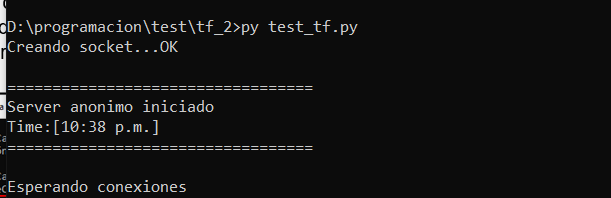 D:\programacion\test\tf_2>py test_tf.py
Creando socket...OK
==================================
Server anonimo iniciado
Time:[10:38 p.m.]
==================================
Esperando conexiones